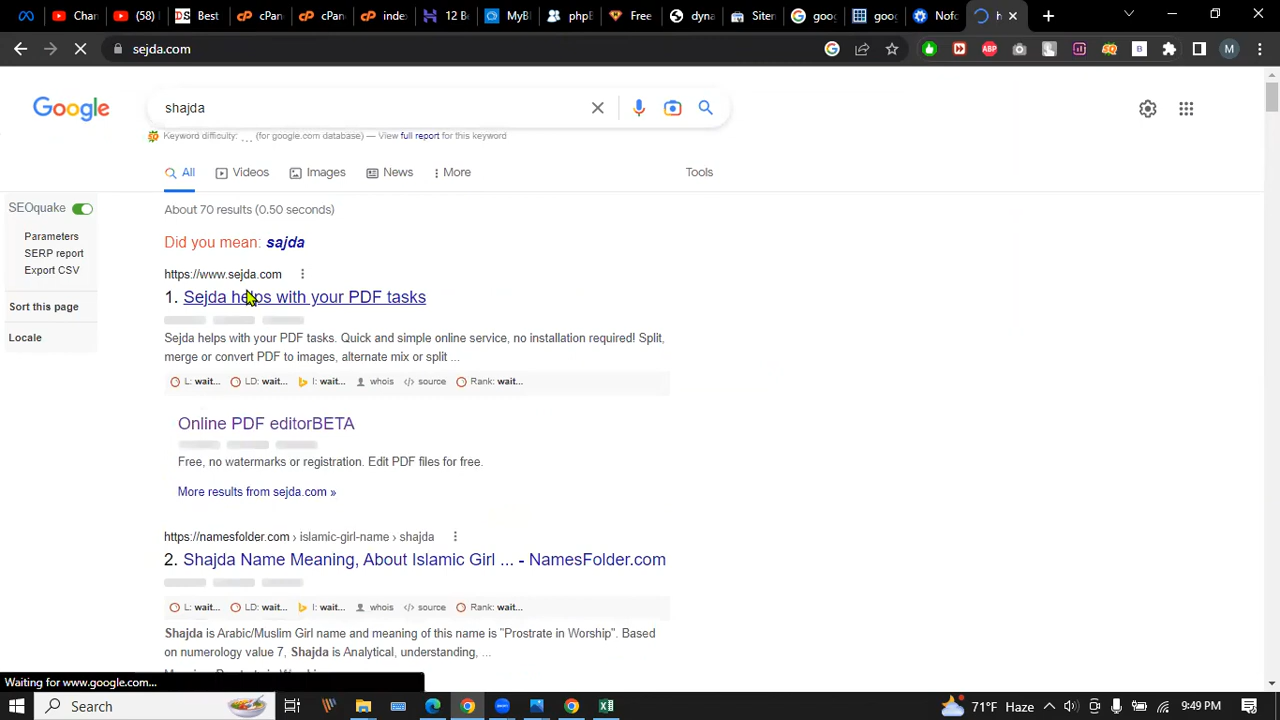 Chan
(58)
Best
cPan
cPan
index
12 B
MyBl
phpB
Free
dyna
Siten
goog
goog
Nofc
h
sejda.com
ABP
B
M
Google
shajda
Keyword difficulty: ... (for google.com database) — View full report for this keyword
All
Videos
Images
News
More
Tools
SEOquake
Parameters
SERP report
Export CSV
Sort this page
Locale
About 70 results (0.50 seconds)
Did you mean: sajda
https://www.sejda.com
1. Sejda helps with your PDF tasks
Sejda helps with your PDF tasks. Quick and simple online service, no installation required! Split,
merge or convert PDF to images, alternate mix or split ...
L: wait... LD: wait... I: wait... whois source Rank: wait...
Online PDF editorBETA
Free, no watermarks or registration. Edit PDF files for free.
More results from sejda.com »
https://namesfolder.com › islamic-girl-name › shajda
2. Shajda Name Meaning, About Islamic Girl ... - NamesFolder.com
L: wait... LD: wait... I: wait... whois source Rank: wait...
Shajda is Arabic/Muslim Girl name and meaning of this name is "Prostrate in Worship". Based
on numerology value 7, Shajda is Analytical, understanding, ...
Waiting for www.google.com...
Search
71°F Haze
9:49 PM